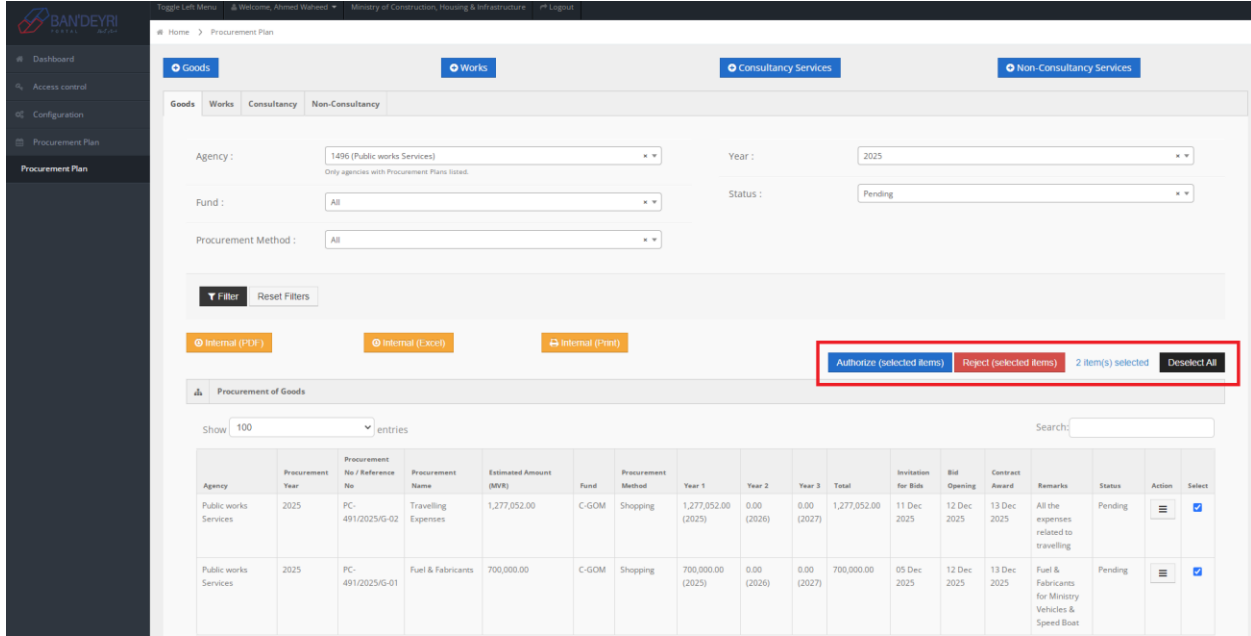 BAN'DEYRI
PORTAL
Toggle Left Menu Welcome, Ahmed Waheed Ministry of Construction, Housing & Infrastructure Logout
Home > Procurement Plan
Dashboard
Access control
Configuration
Procurement Plan
Procurement Plan
Goods Works Consultancy Services Non-Consultancy Services
Goods Works Consultancy Non-Consultancy
Agency : 1496 (Public works Services) × Year : 2025 ×
Only agencies with Procurement Plans listed.
Fund : All × Status : Pending ×
Procurement Method : All ×
Filter Reset Filters
Internal (PDF) Internal (Excel) Internal (Print)
Authorize (selected items) Reject (selected items) 2 item(s) selected Deselect All
Procurement of Goods
Show 100 entries Search:
Agency Procurement Year Procurement No / Reference No Procurement Name Estimated Amount (MVR) Fund Procurement Method Year 1 Year 2 Year 3 Total Invitation for Bids Bid Opening Contract Award Remarks Status Action Select
Public works Services 2025 PC-491/2025/G-02 Travelling Expenses 1,277,052.00 C-GOM Shopping 1,277,052.00 (2025) 0.00 (2026) 0.00 (2027) 1,277,052.00 11 Dec 2025 12 Dec 2025 13 Dec 2025 All the expenses related to travelling Pending
Public works Services 2025 PC-491/2025/G-01 Fuel & Fabricants 700,000.00 C-GOM Shopping 700,000.00 (2025) 0.00 (2026) 0.00 (2027) 700,000.00 05 Dec 2025 12 Dec 2025 13 Dec 2025 Fuel & Fabricants for Ministry Vehicles & Speed Boat Pending